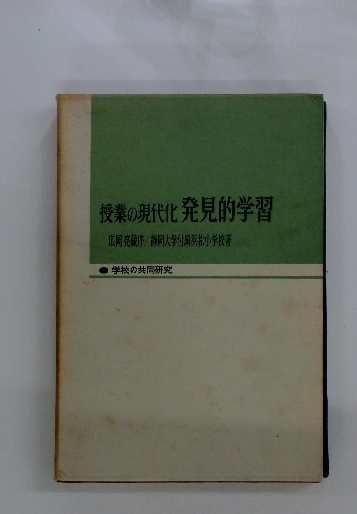 授業の現代化 発見的学習
広岡亮蔵序/静岡大学付属浜松小学校著
●学校の共同研究